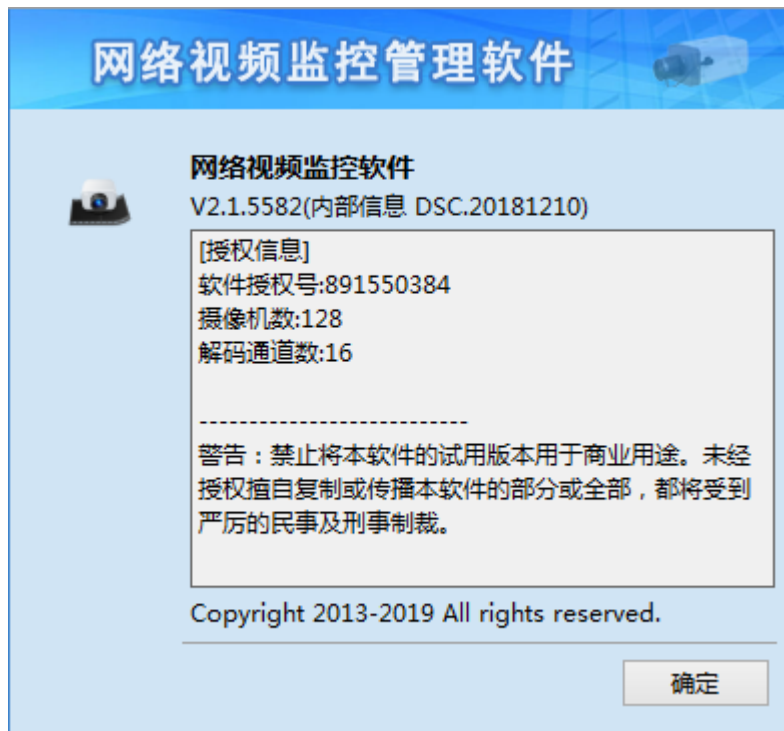 网络视频监控管理软件
网络视频监控软件
V2.1.5582(内部信息 DSC.20181210)
[授权信息]
软件授权号:891550384
摄像机数:128
解码通道数:16
---------------------------
警告：禁止将本软件的试用版本用于商业用途。未经
授权擅自复制或传播本软件的部分或全部，都将受到
严厉的民事及刑事制裁。
Copyright 2013-2019 All rights reserved.
确定